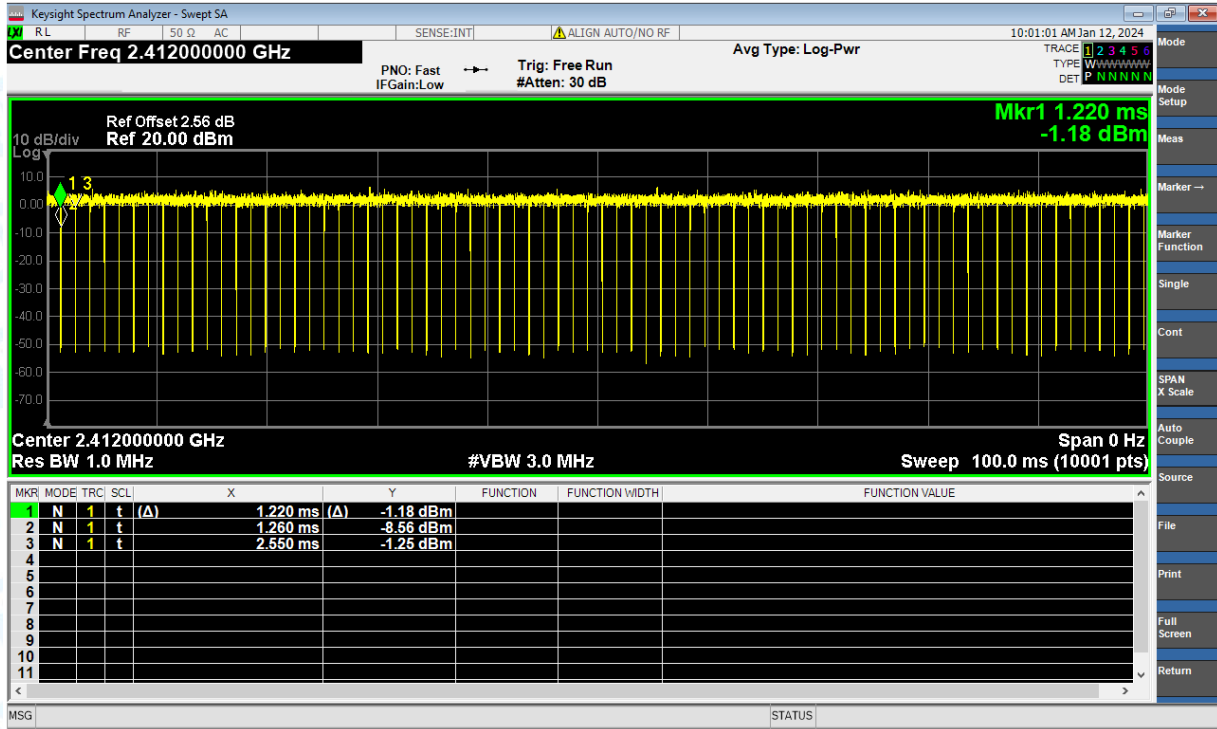 Keysight Spectrum Analyzer - Swept SA
LXI RL RF 50 Ω AC SENSE:INT ALIGN AUTO/NO RF 10:01:01 AM Jan 12, 2024
Center Freq 2.412000000 GHz
Avg Type: Log-Pwr
TRACE 1 2 3 4 5 6
TYPE WWWWWW
DET P N N N N N
PNO: Fast
IFGain:Low
Trig: Free Run
#Atten: 30 dB
Mkr1 1.220 ms
-1.18 dBm
Ref Offset 2.56 dB
10 dB/div Ref 20.00 dBm
Log
10.0
0.00
-10.0
-20.0
-30.0
-40.0
-50.0
-60.0
-70.0
1 3
2
Center 2.412000000 GHz Span 0 Hz
Res BW 1.0 MHz #VBW 3.0 MHz Sweep 100.0 ms (10001 pts)
MKR MODE TRC SCL X Y FUNCTION FUNCTION WIDTH FUNCTION VALUE
1 N 1 t (Δ) 1.220 ms (Δ) -1.18 dBm
2 N 1 t 1.260 ms -8.56 dBm
3 N 1 t 2.550 ms -1.25 dBm
4
5
6
7
8
9
10
11
MSG STATUS
Mode
Mode
Setup
Meas
Marker →
Marker
Function
Single
Cont
SPAN
X Scale
Auto
Couple
Source
File
Print
Full
Screen
Return